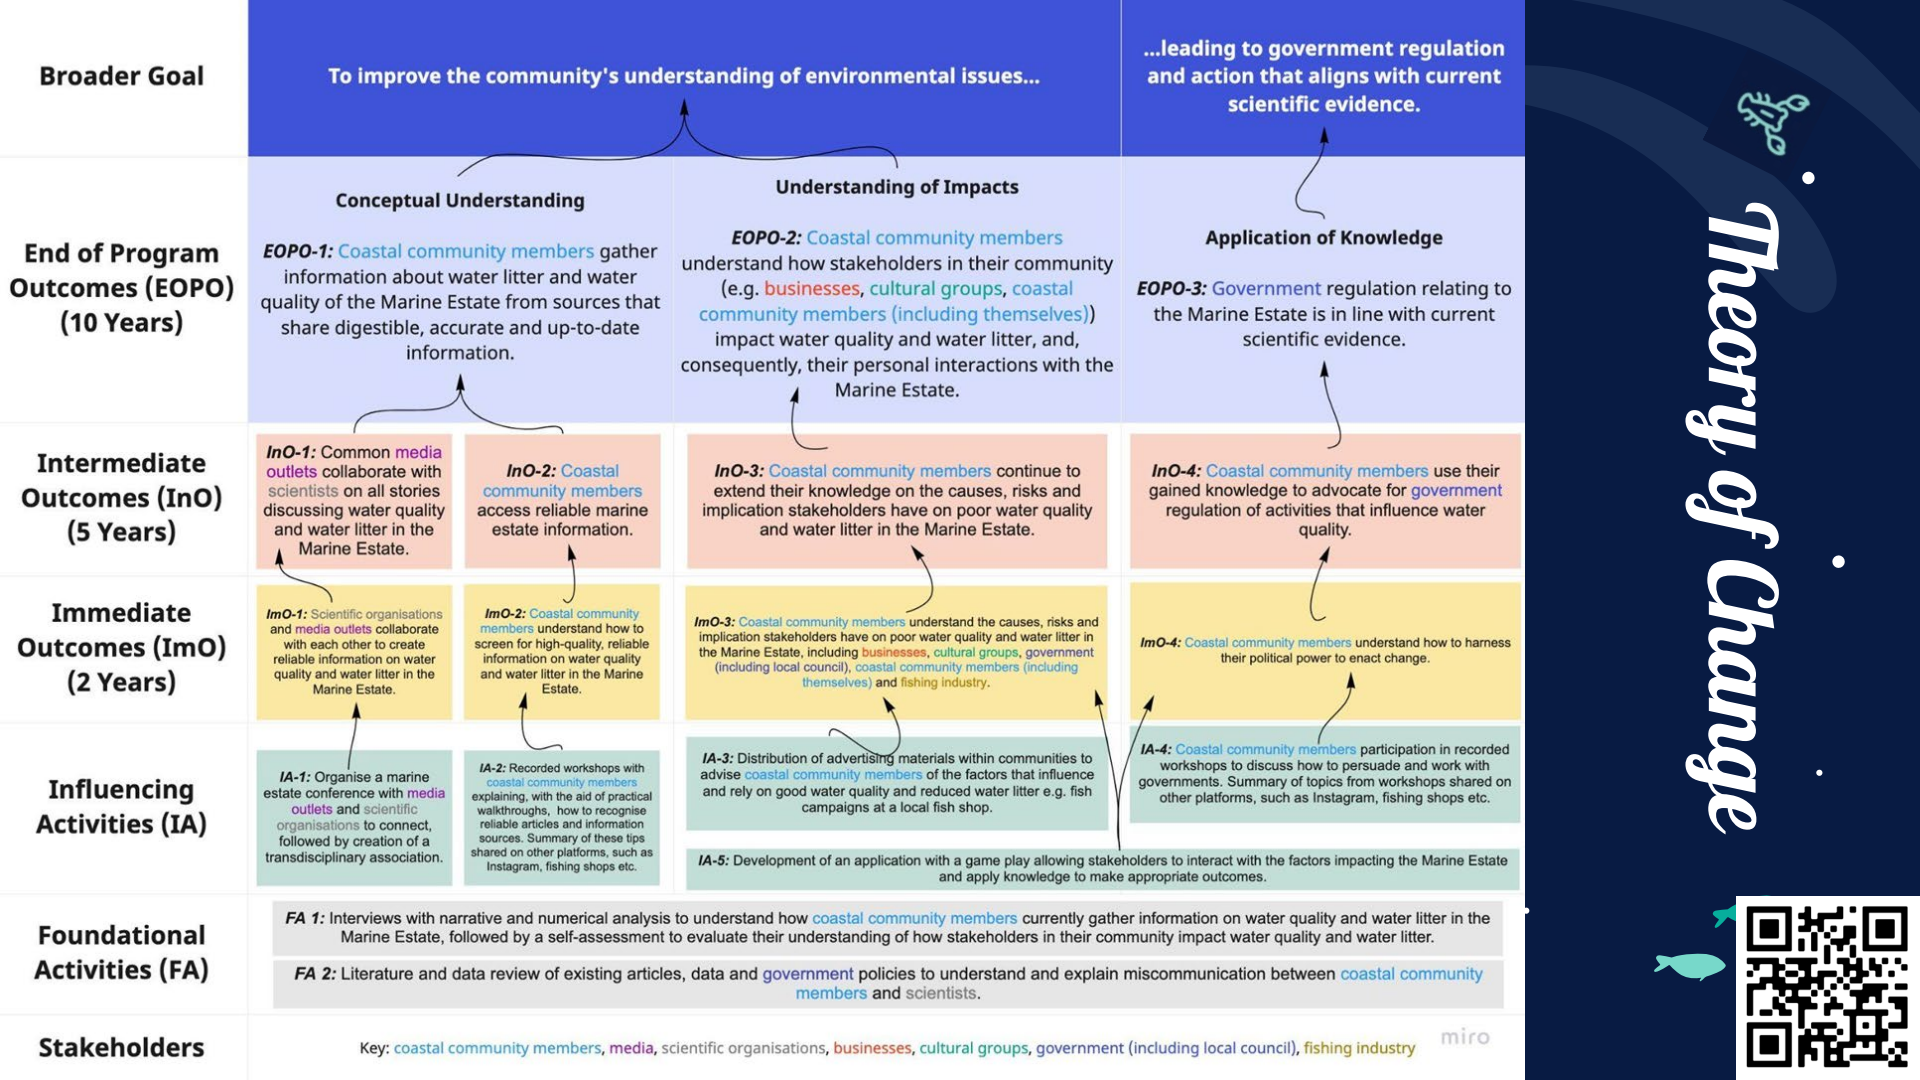 Broader Goal
To improve the community's understanding of environmental issues...
...leading to government regulation
and action that aligns with current
scientific evidence.
End of Program
Outcomes (EOPO)
(10 Years)
Conceptual Understanding
EOPO-1: Coastal community members gather
information about water litter and water
quality of the Marine Estate from sources that
share digestible, accurate and up-to-date
information.
Understanding of Impacts
EOPO-2: Coastal community members
understand how stakeholders in their community
(e.g. businesses, cultural groups, coastal
community members (including themselves))
impact water quality and water litter, and,
consequently, their personal interactions with the
Marine Estate.
Application of Knowledge
EOPO-3: Government regulation relating to
the Marine Estate is in line with current
scientific evidence.
Intermediate
Outcomes (InO)
(5 Years)
InO-1: Common media
outlets collaborate with
scientists on all stories
discussing water quality
and water litter in the
Marine Estate.
InO-2: Coastal
community members
access reliable marine
estate information.
InO-3: Coastal community members continue to
extend their knowledge on the causes, risks and
implication stakeholders have on poor water quality
and water litter in the Marine Estate.
InO-4: Coastal community members use their
gained knowledge to advocate for government
regulation of activities that influence water
quality.
Immediate
Outcomes (ImO)
(2 Years)
ImO-1: Scientific organisations
and media outlets collaborate
with each other to create
reliable information on water
quality and water litter in the
Marine Estate.
ImO-2: Coastal community
members understand how to
screen for high-quality, reliable
information on water quality
and water litter in the Marine
Estate.
ImO-3: Coastal community members understand the causes, risks and
implication stakeholders have on poor water quality and water litter in
the Marine Estate, including businesses, cultural groups, government
(including local council), coastal community members (including
themselves) and fishing industry.
ImO-4: Coastal community members understand how to harness
their political power to enact change.
Influencing
Activities (IA)
IA-1: Organise a marine
estate conference with media
outlets and scientific
organisations to connect,
followed by creation of a
transdisciplinary association.
IA-2: Recorded workshops with
coastal community members
explaining, with the aid of practical
walkthroughs, how to recognise
reliable articles and information
sources. Summary of these tips
shared on other platforms, such as
Instagram, fishing shops etc.
IA-3: Distribution of advertising materials within communities to
advise coastal community members of the factors that influence
and rely on good water quality and reduced water litter e.g. fish
campaigns at a local fish shop.
IA-4: Coastal community members participation in recorded
workshops to discuss how to persuade and work with
governments. Summary of topics from workshops shared on
other platforms, such as Instagram, fishing shops etc.
IA-5: Development of an application with a game play allowing stakeholders to interact with the factors impacting the Marine Estate
and apply knowledge to make appropriate outcomes.
Foundational
Activities (FA)
FA 1: Interviews with narrative and numerical analysis to understand how coastal community members currently gather information on water quality and water litter in the
Marine Estate, followed by a self-assessment to evaluate their understanding of how stakeholders in their community impact water quality and water litter.
FA 2: Literature and data review of existing articles, data and government policies to understand and explain miscommunication between coastal community
members and scientists.
Stakeholders
Key: coastal community members, media, scientific organisations, businesses, cultural groups, government (including local council), fishing industry
miro
Theory of Change